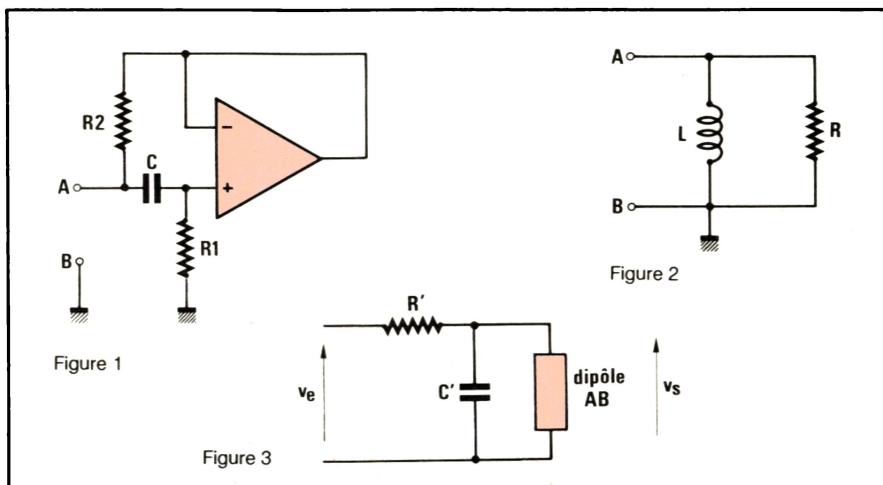 R2
C
A
R1
B
−
+
Figure 1
A
L
R
B
Figure 2
R'
ve
C'
dipôle
AB
vs
Figure 3